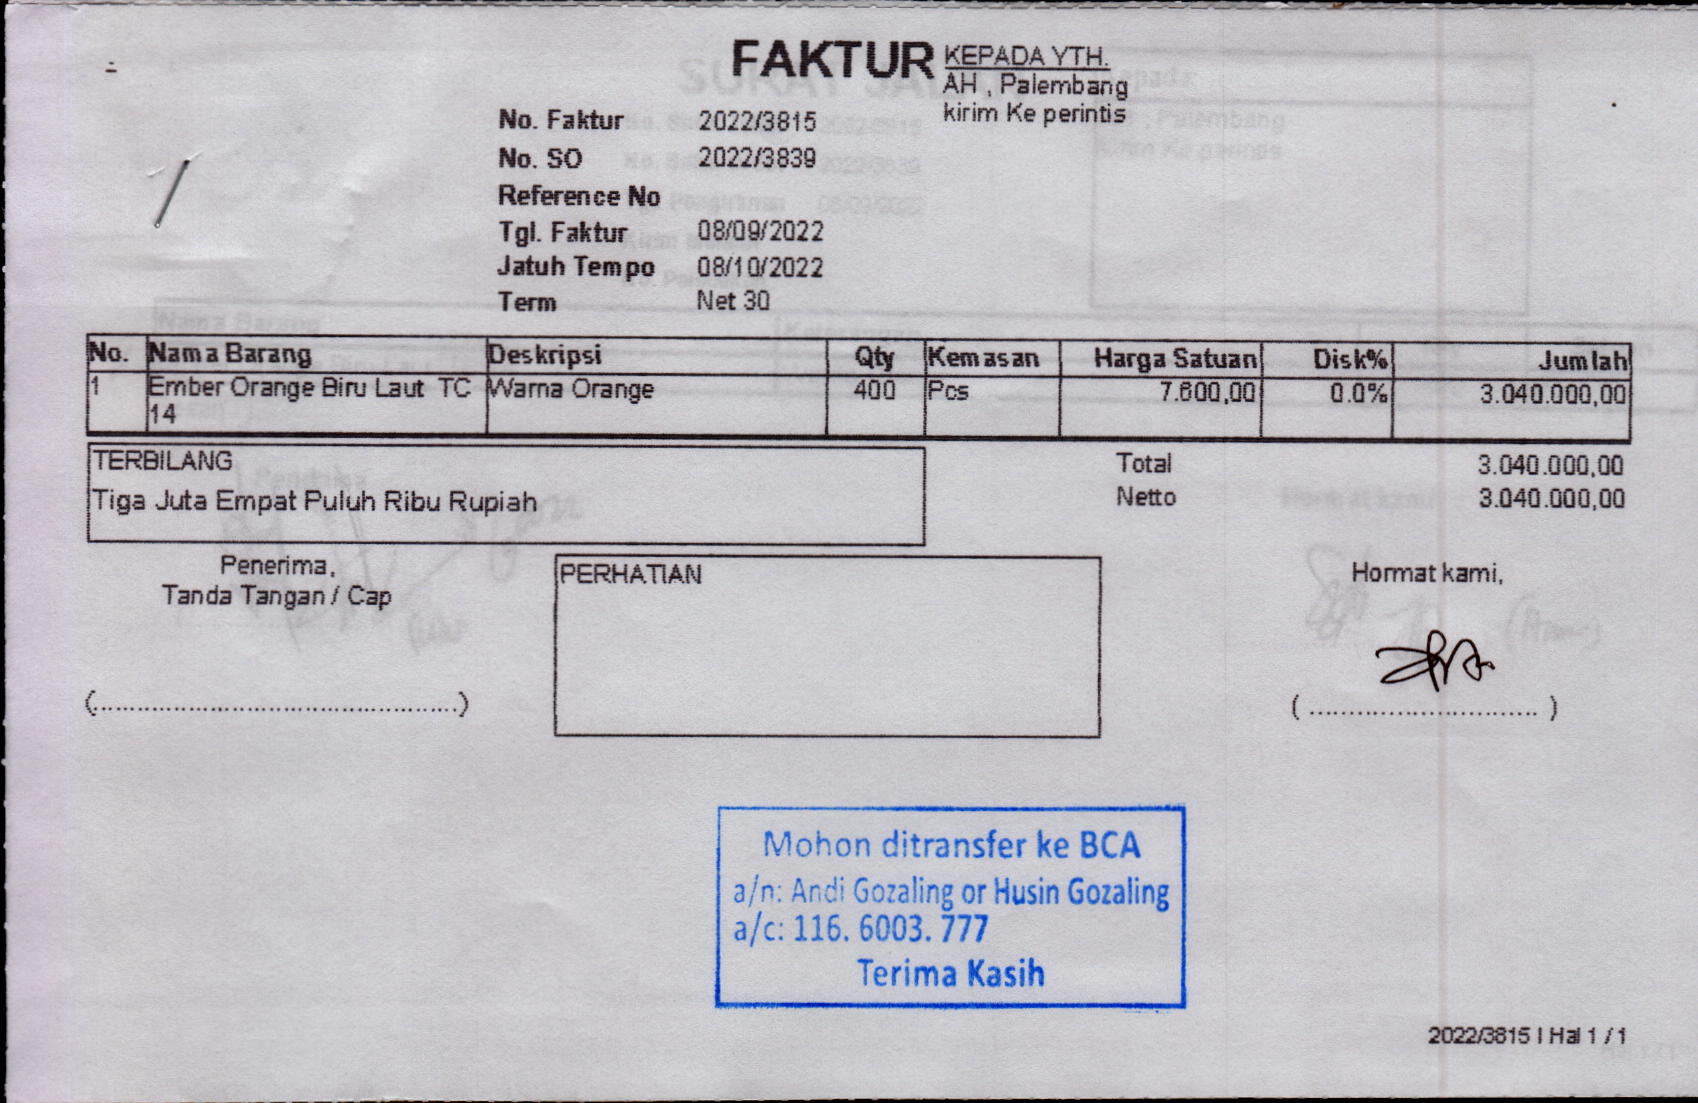 FAKTUR
KEPADA YTH.
AH , Palembang
kirim Ke perintis
No. Faktur 2022/3815
No. SO 2022/3839
Reference No
Tgl. Faktur 08/09/2022
Jatuh Tempo 08/10/2022
Term Net 30
No. Nama Barang Deskripsi Qty Kemasan Harga Satuan Disk% Jumlah
1 Ember Orange Biru Laut TC Warna Orange 400 Pcs 7.600,00 0.0% 3.040.000,00
14
TERBILANG
Tiga Juta Empat Puluh Ribu Rupiah
Total 3.040.000,00
Netto 3.040.000,00
Penerima,
Tanda Tangan / Cap
(..............................................)
PERHATIAN
Hormat kami,
( ............................. )
Mohon ditransfer ke BCA
a/n: Andi Gozaling or Husin Gozaling
a/c: 116. 6003. 777
Terima Kasih
2022/3815 | Hal 1 / 1